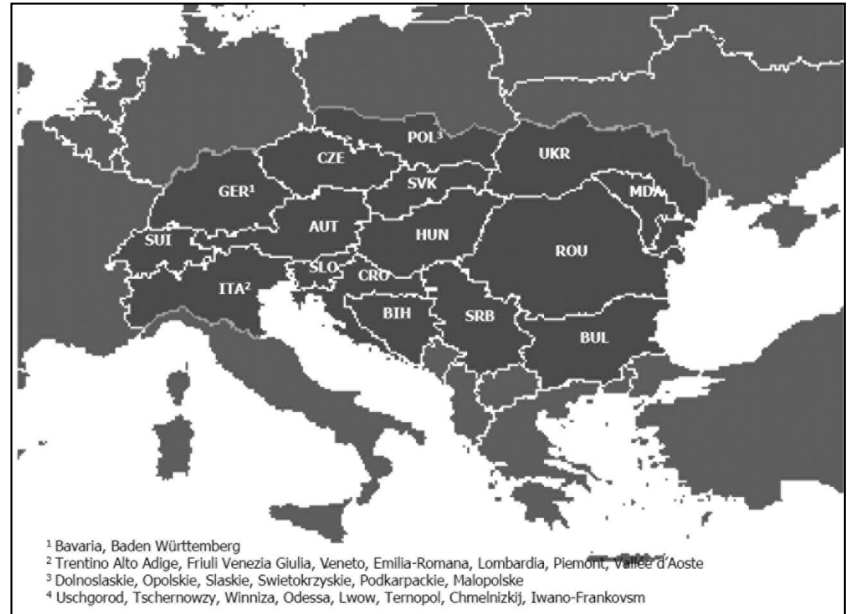 POL³
CZE
UKR
SVK
MDA
GER¹
AUT
HUN
SUI
ROU
SLO
CRO
ITA²
BIH
SRB
BUL
¹ Bavaria, Baden Württemberg
² Trentino Alto Adige, Friuli Venezia Giulia, Veneto, Emilia-Romana, Lombardia, Piemont, Vallée d'Aoste
³ Dolnoslaskie, Opolskie, Slaskie, Swietokrzyskie, Podkarpackie, Malopolske
⁴ Uschgorod, Tschernowzy, Winniza, Odessa, Lwow, Ternopol, Chmelnizkij, Iwano-Frankovsm